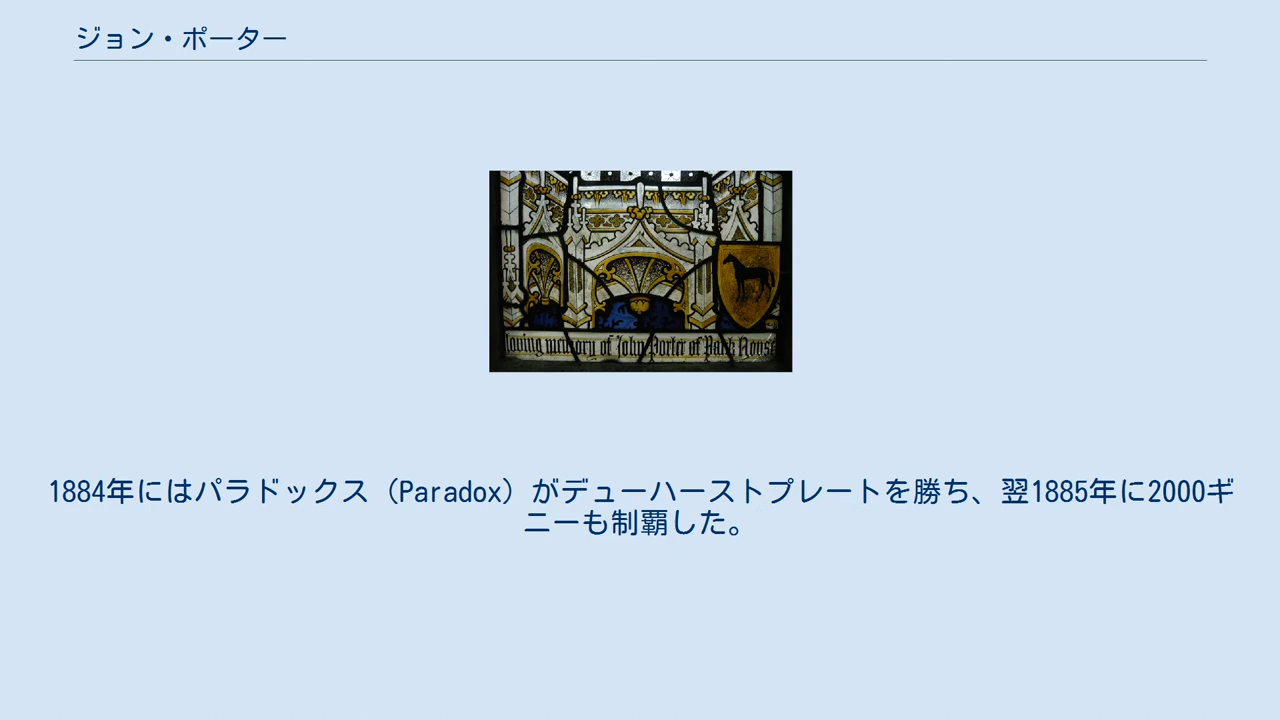 ジョン・ポーター
loving memory of John Porter of Park House
1884年にはパラドックス（Paradox）がデューハーストプレートを勝ち、翌1885年に2000ギ
ニーも制覇した。